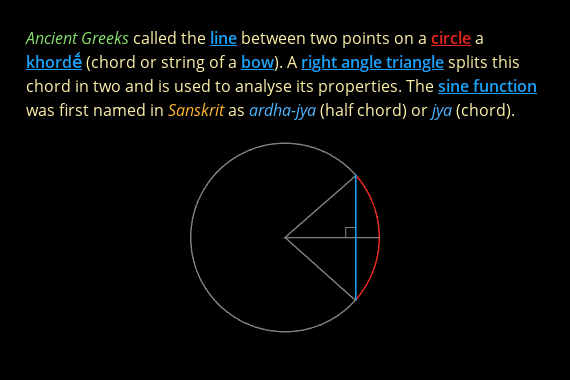 Ancient Greeks called the line between two points on a circle a
khordḗ (chord or string of a bow). A right angle triangle splits this
chord in two and is used to analyse its properties. The sine function
was first named in Sanskrit as ardha-jya (half chord) or jya (chord).